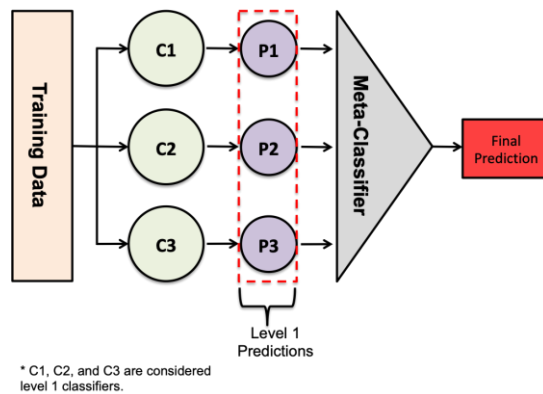 Training Data
C1
C2
C3
P1
P2
P3
Meta-Classifier
Final
Prediction
Level 1
Predictions
* C1, C2, and C3 are considered
level 1 classifiers.